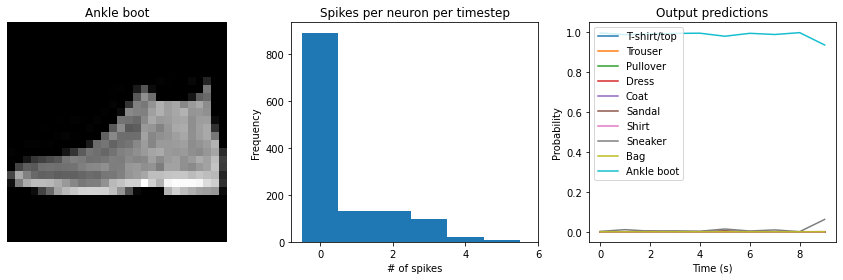 Ankle boot
Spikes per neuron per timestep
Frequency
800
600
400
200
0
0
2
4
6
# of spikes
Output predictions
Probability
1.0
0.8
0.6
0.4
0.2
0.0
T-shirt/top
Trouser
Pullover
Dress
Coat
Sandal
Shirt
Sneaker
Bag
Ankle boot
0
2
4
6
8
Time (s)